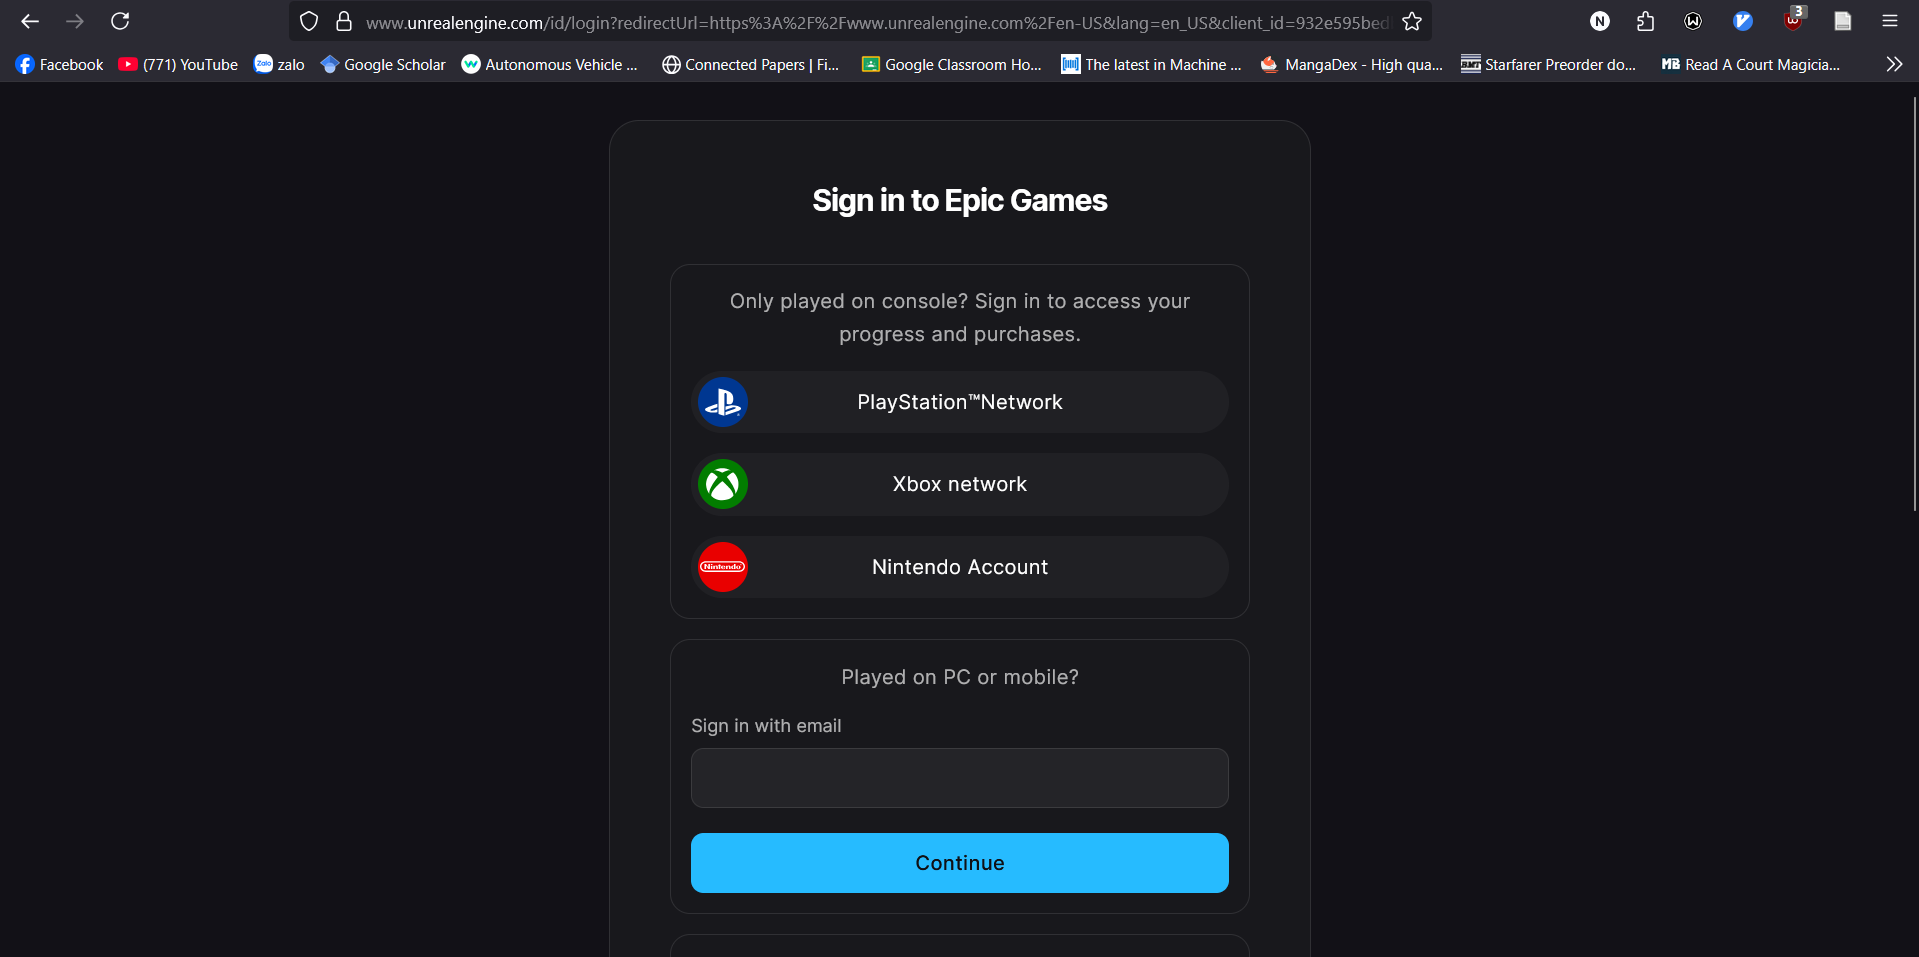 www.unrealengine.com/id/login?redirectUrl=https%3A%2F%2Fwww.unrealengine.com%2Fen-US&lang=en_US&client_id=932e595bed
3
Facebook
(771) YouTube
Zalo
zalo
Google Scholar
Autonomous Vehicle ...
Connected Papers | Fi...
Google Classroom Ho...
The latest in Machine ...
MangaDex - High qua...
Starfarer Preorder do...
MB
Read A Court Magicia...
Sign in to Epic Games
Only played on console? Sign in to access your
progress and purchases.
PlayStation™Network
Xbox network
Nintendo
Nintendo Account
Played on PC or mobile?
Sign in with email
Continue